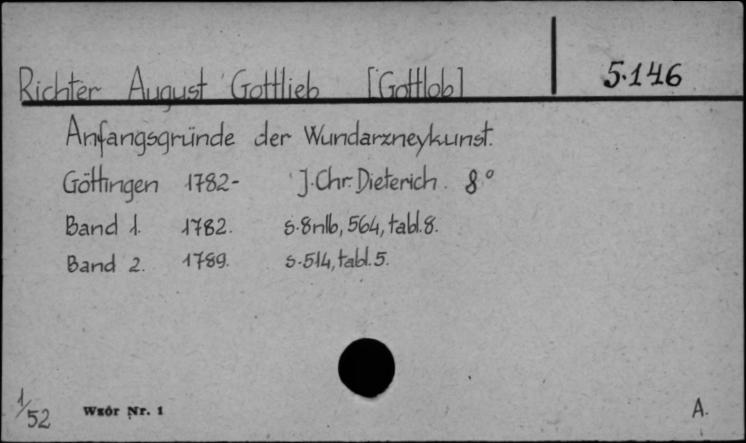 Richter August Gottlieb [Gottlob] 5.146
Anfangsgründe der Wundarzneykunst.
Göttingen 1782- J. Chr. Dieterich. 8°
Band 1. 1782. s. 8nlb, 564, tabl. 8.
Band 2. 1789. s. 514, tabl. 5.
1/52 Wzór Nr. 1 A.